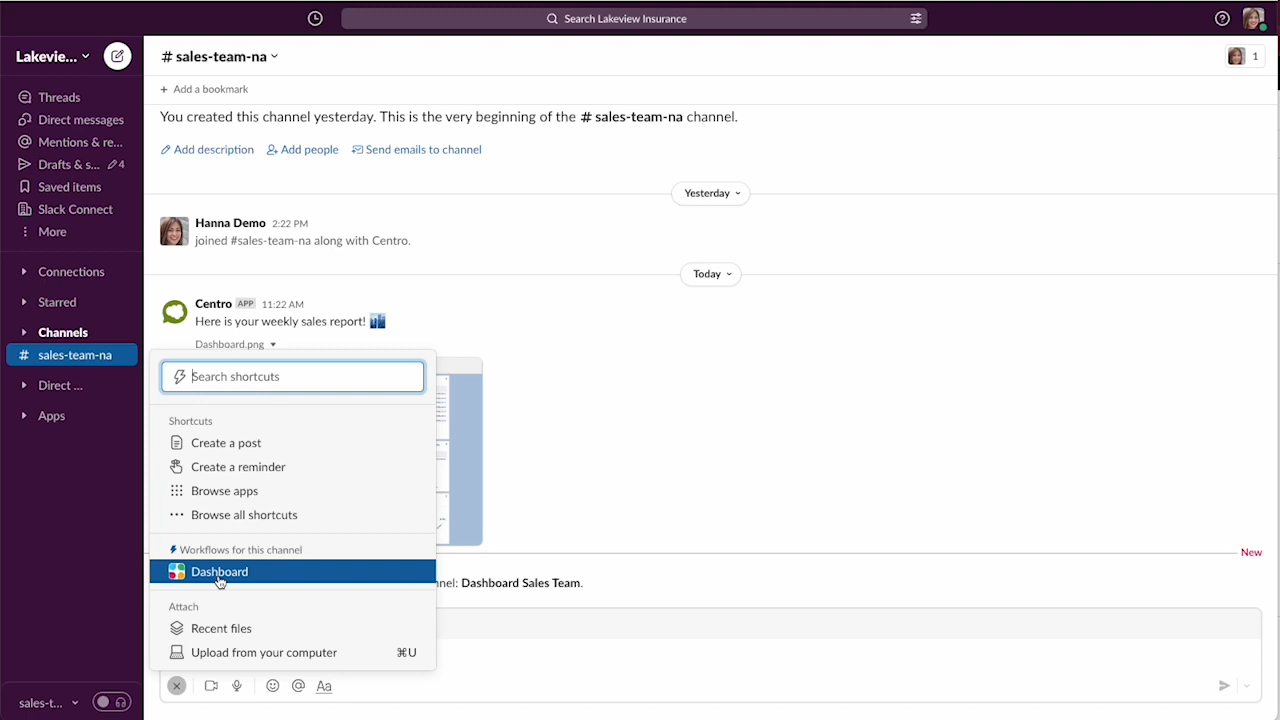 Search Lakeview Insurance
Lakevie...
# sales-team-na
1
Threads
Direct messages
Mentions & re...
Drafts & s... 4
Saved items
Slack Connect
More
Connections
Starred
Channels
# sales-team-na
Direct ...
Apps
sales-t...
+ Add a bookmark
You created this channel yesterday. This is the very beginning of the # sales-team-na channel.
Add description Add people Send emails to channel
Yesterday
Hanna Demo 2:22 PM
joined #sales-team-na along with Centro.
Today
Centro APP 11:22 AM
Here is your weekly sales report!
Dashboard.png
Search shortcuts
Shortcuts
Create a post
Create a reminder
Browse apps
Browse all shortcuts
Workflows for this channel
Dashboard
Attach
Recent files
Upload from your computer ⌘U
New
nel: Dashboard Sales Team.
Aa